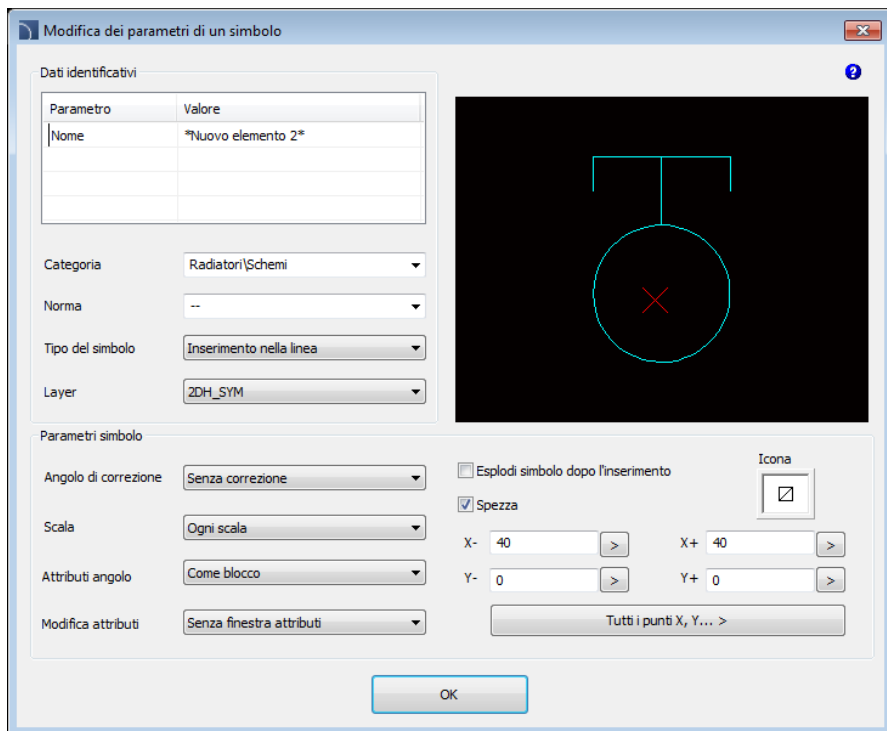 Modifica dei parametri di un simbolo
Dati identificativi
Parametro Valore
Nome *Nuovo elemento 2*
Categoria Radiatori\Schemi
Norma --
Tipo del simbolo Inserimento nella linea
Layer 2DH_SYM
Parametri simbolo
Angolo di correzione Senza correzione
Scala Ogni scala
Attributi angolo Come blocco
Modifica attributi Senza finestra attributi
Esplodi simbolo dopo l'inserimento
Icona
Spezza
X- 40 > X+ 40 >
Y- 0 > Y+ 0 >
Tutti i punti X, Y... >
OK